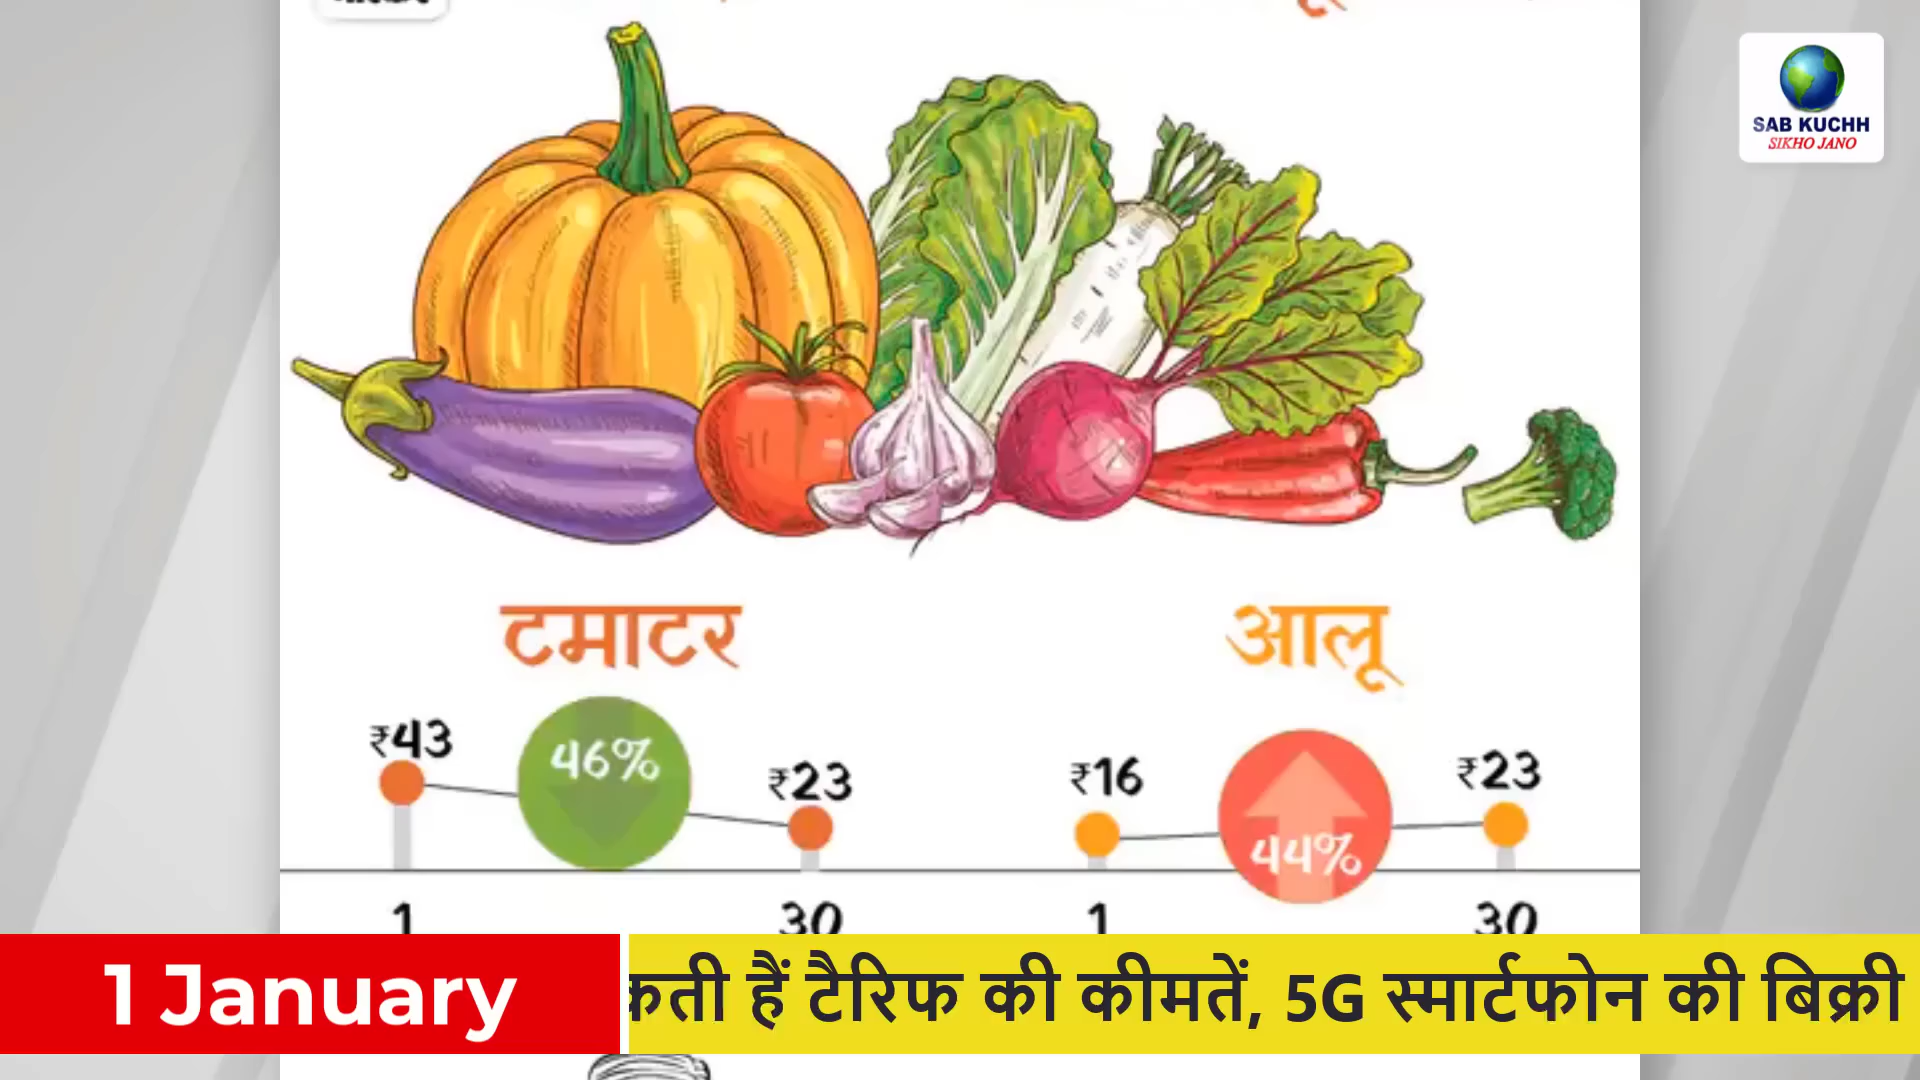 SAB KUCHH
SIKHO JANO
टमाटर
आलू
₹43
46%
₹23
₹16
44%
₹23
1
30
1
30
1 January
हैं टैरिफ की कीमतें, 5G स्मार्टफोन की बिक्री